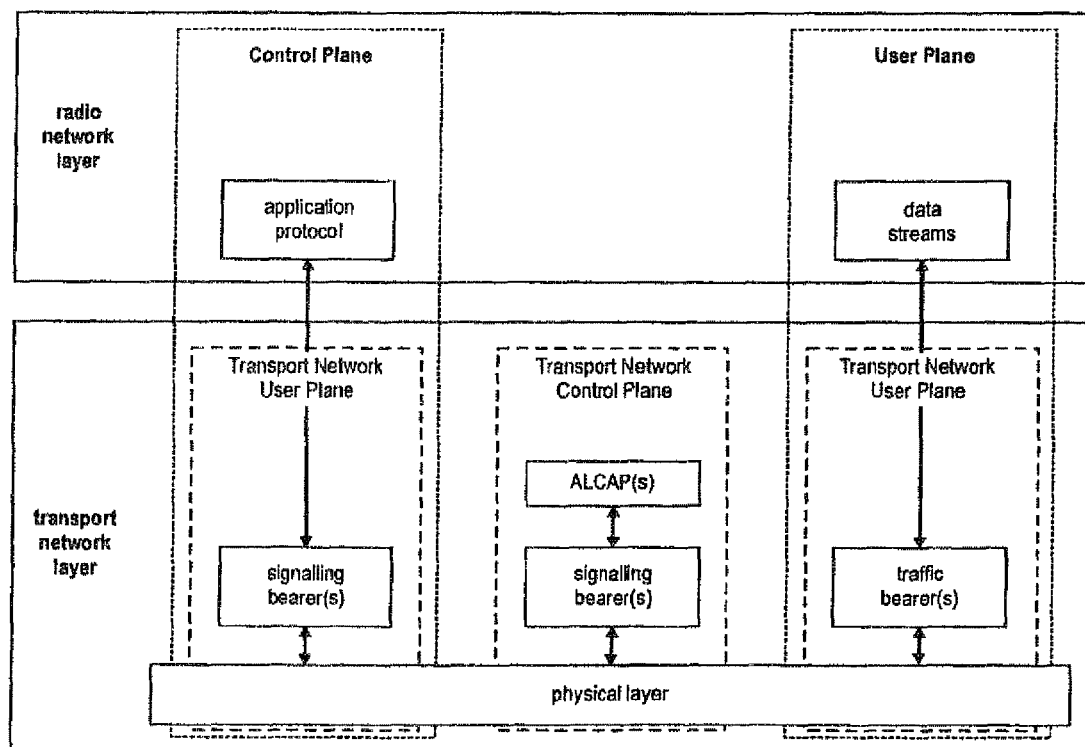 Control Plane
User Plane
radio
network
layer
application
protocol
data
streams
Transport Network
User Plane
Transport Network
Control Plane
Transport Network
User Plane
ALCAP(s)
transport
network
layer
signalling
bearer(s)
signalling
bearer(s)
traffic
bearer(s)
physical layer